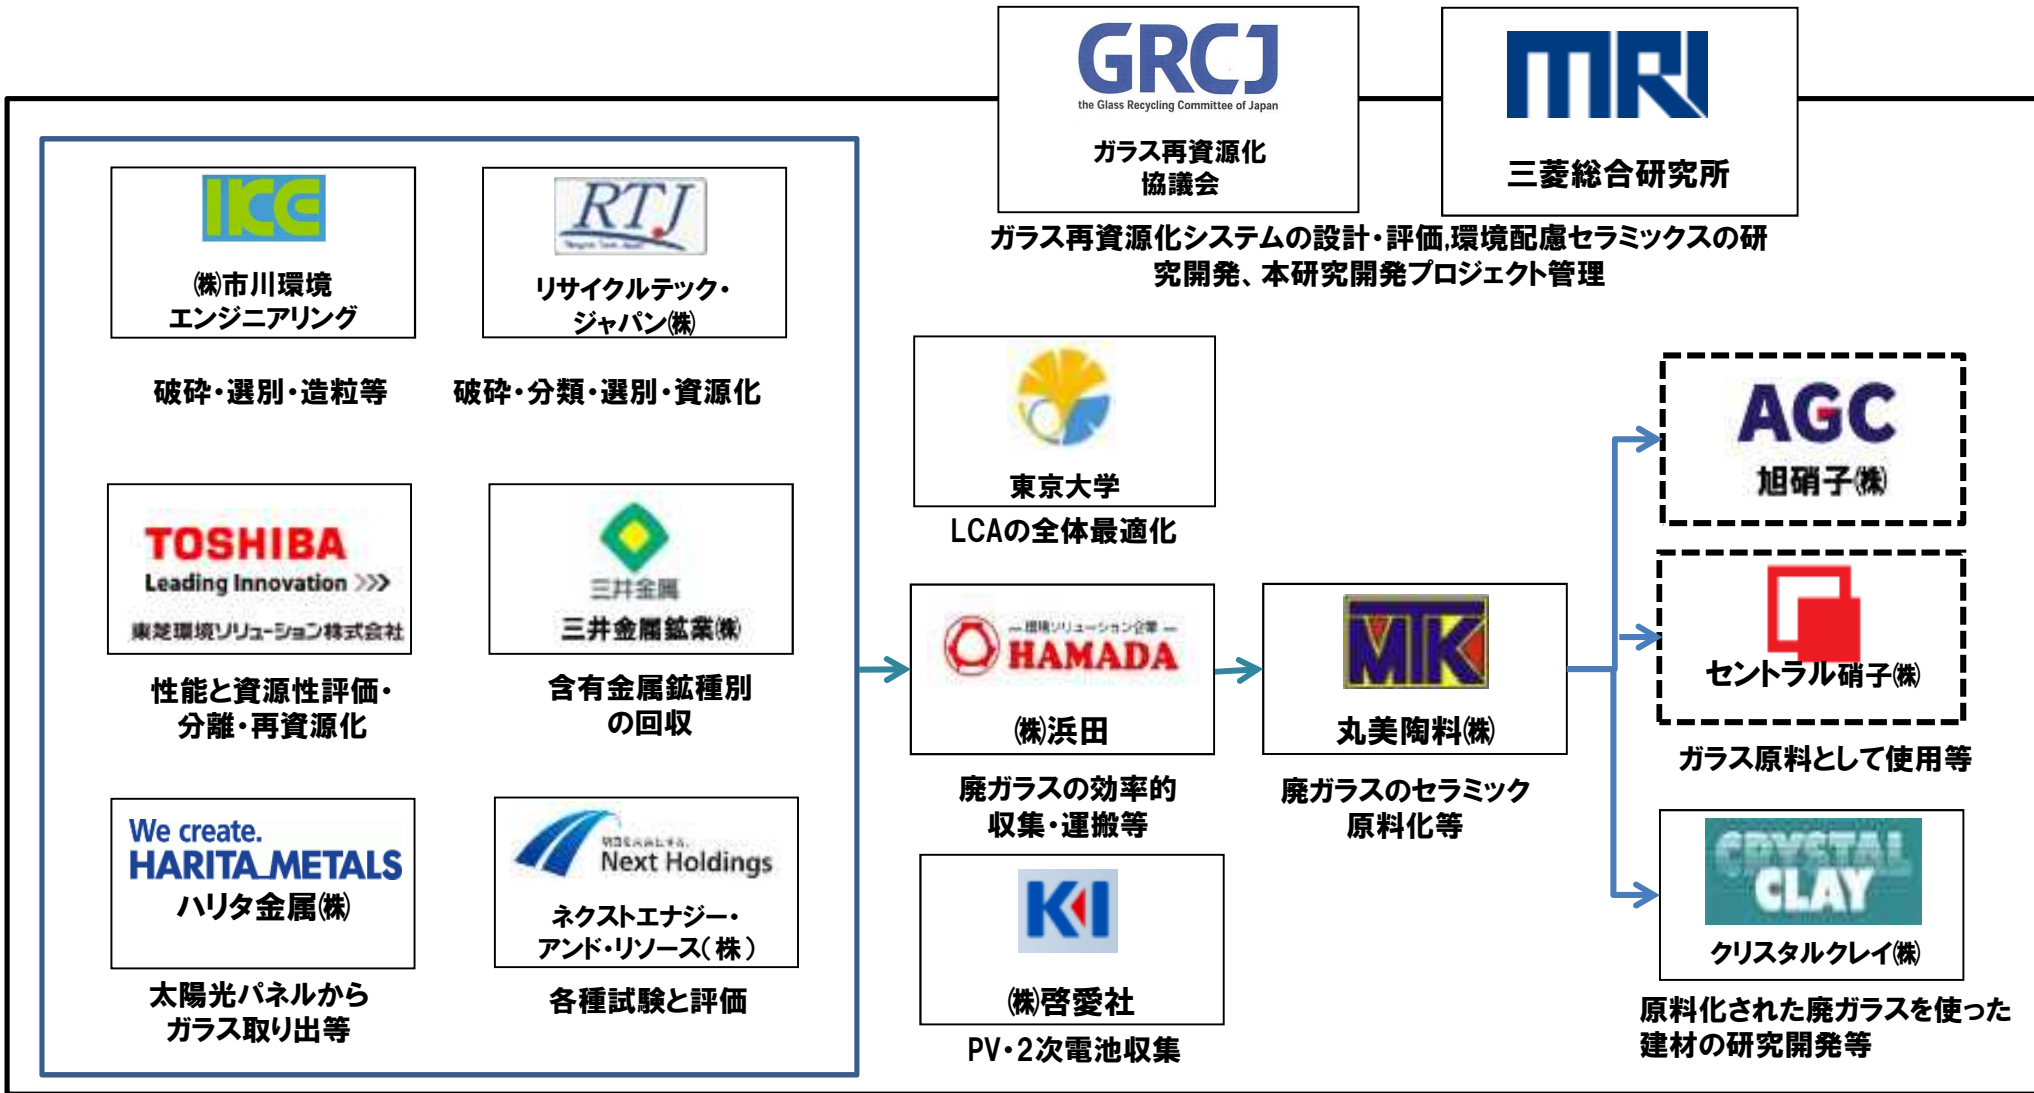 GRCJ
the Glass Recycling Committee of Japan
ガラス再資源化
協議会
MRI
三菱総合研究所
ガラス再資源化システムの設計・評価,環境配慮セラミックスの研
究開発、本研究開発プロジェクト管理
ICE
㈱市川環境
エンジニアリング
破砕・選別・造粒等
RTJ
リサイクルテック・
ジャパン㈱
破砕・分類・選別・資源化
TOSHIBA
Leading Innovation >>>
東芝環境ソリューション株式会社
性能と資源性評価・
分離・再資源化
三井金属
三井金属鉱業㈱
含有金属鉱種別
の回収
We create.
HARITA METALS
ハリタ金属㈱
太陽光パネルから
ガラス取り出等
Next Holdings
ネクストエナジー・
アンド・リソース(株)
各種試験と評価
東京大学
LCAの全体最適化
環境ソリューション企業
HAMADA
㈱浜田
廃ガラスの効率的
収集・運搬等
KI
㈱啓愛社
PV・2次電池収集
MTK
丸美陶料㈱
廃ガラスのセラミック
原料化等
AGC
旭硝子㈱
セントラル硝子㈱
ガラス原料として使用等
CRYSTAL
CLAY
クリスタルクレイ㈱
原料化された廃ガラスを使った
建材の研究開発等